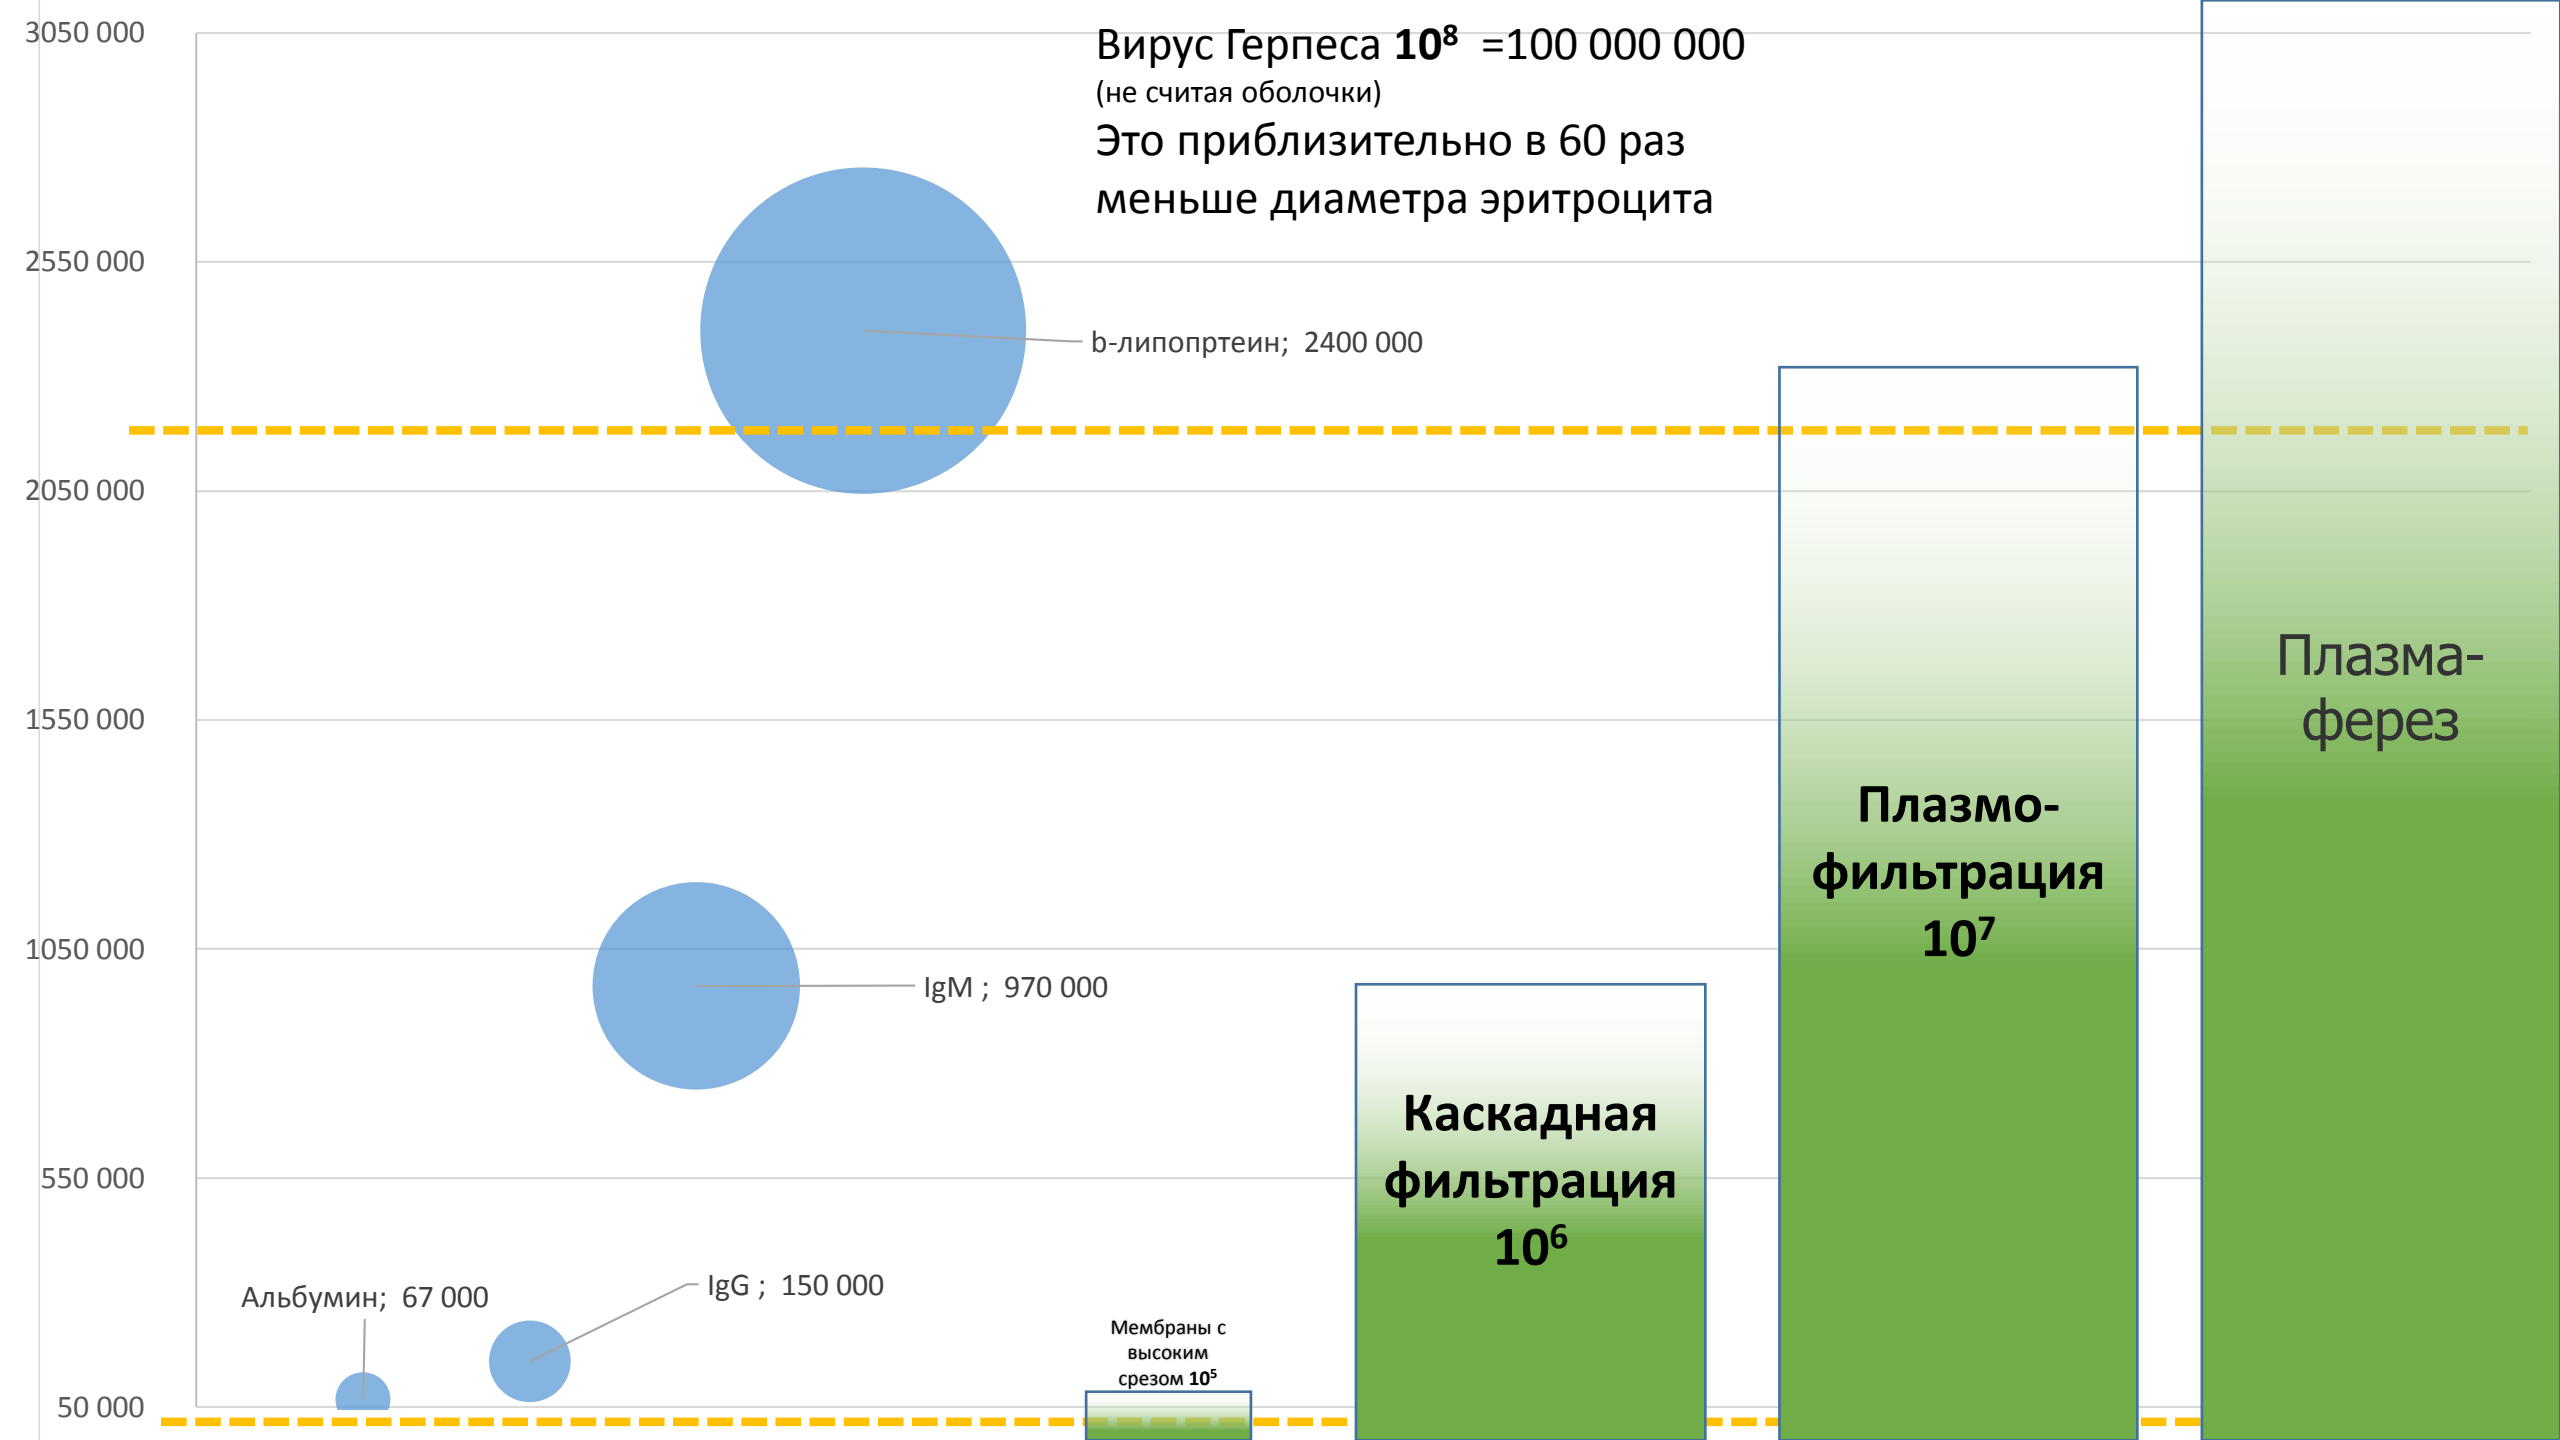 3050 000
2550 000
2050 000
1550 000
1050 000
550 000
50 000
Вирус Герпеса 10⁸ =100 000 000
(не считая оболочки)
Это приблизительно в 60 раз
меньше диаметра эритроцита
b-липопртеин; 2400 000
IgM ; 970 000
IgG ; 150 000
Альбумин; 67 000
Мембраны с
высоким
срезом 10⁵
Каскадная
фильтрация
10⁶
Плазмо-
фильтрация
10⁷
Плазма-
ферез